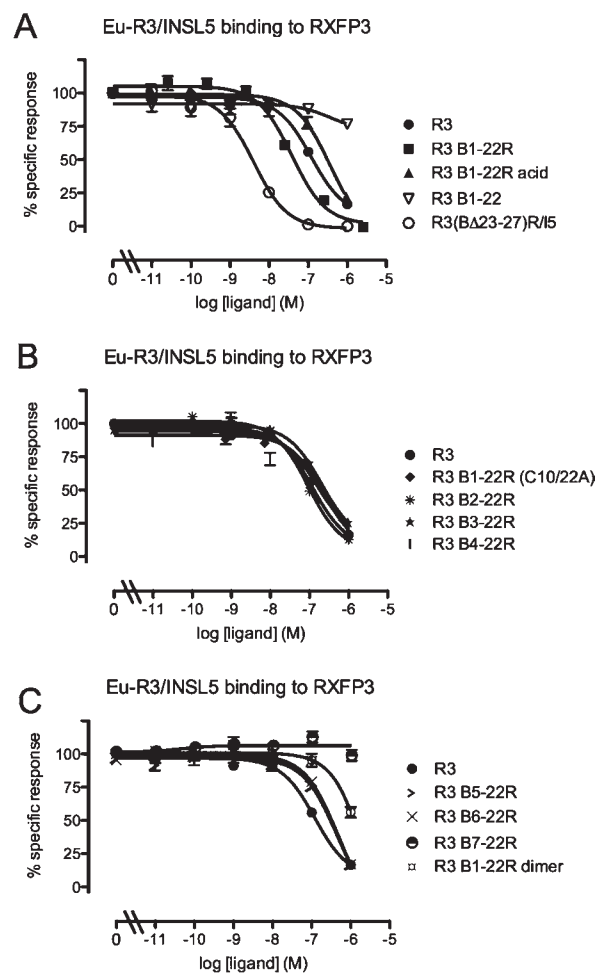 A
Eu-R3/INSL5 binding to RXFP3
% specific response
100
75
50
25
0
0 -11 -10 -9 -8 -7 -6 -5
log [ligand] (M)
R3
R3 B1-22R
R3 B1-22R acid
R3 B1-22
R3(BΔ23-27)R/I5
B
Eu-R3/INSL5 binding to RXFP3
% specific response
100
75
50
25
0
0 -11 -10 -9 -8 -7 -6 -5
log [ligand] (M)
R3
R3 B1-22R (C10/22A)
R3 B2-22R
R3 B3-22R
R3 B4-22R
C
Eu-R3/INSL5 binding to RXFP3
% specific response
100
75
50
25
0
0 -11 -10 -9 -8 -7 -6 -5
log [ligand] (M)
R3
R3 B5-22R
R3 B6-22R
R3 B7-22R
R3 B1-22R dimer